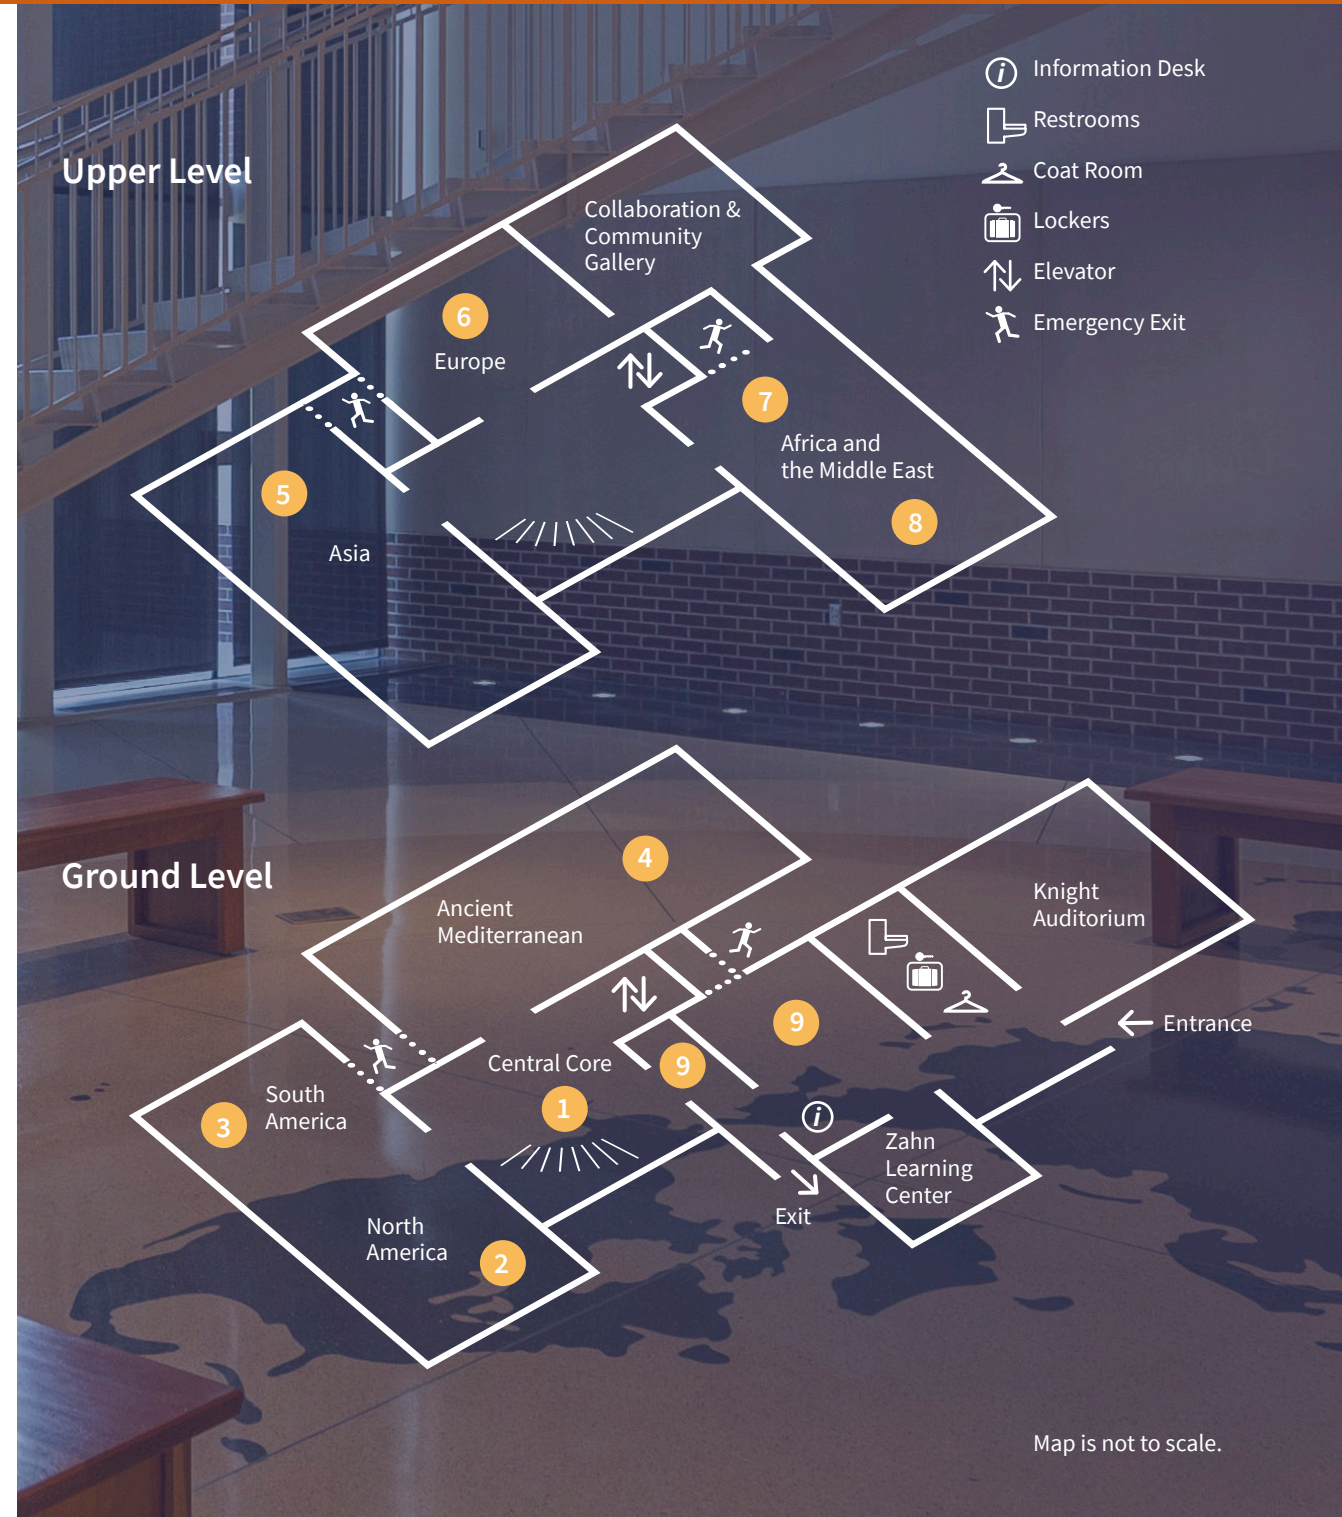 Information Desk
Restrooms
Coat Room
Lockers
Elevator
Emergency Exit
Upper Level
Collaboration &
Community
Gallery
6
Europe
7
Africa and
the Middle East
5
8
Asia
Ground Level
4
Ancient
Mediterranean
Knight
Auditorium
9
Entrance
Central Core
9
South
America
3
1
i
Zahn
Learning
Center
Exit
North
America
2
Map is not to scale.